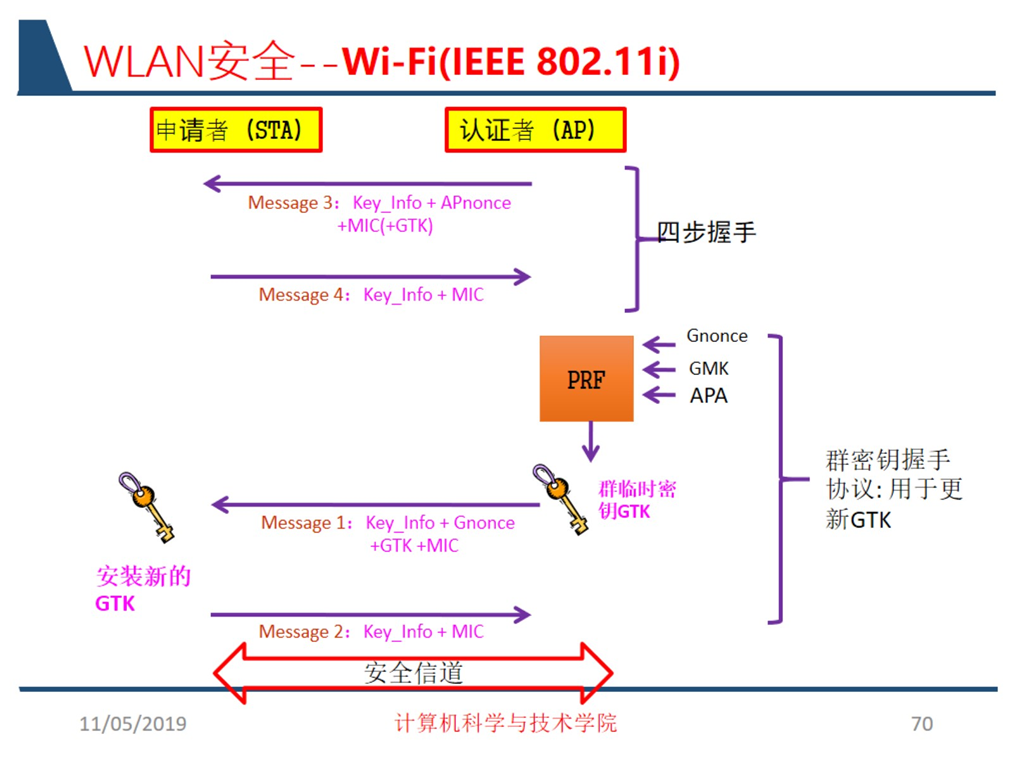 WLAN安全--Wi-Fi(IEEE 802.11i)
申请者 (STA)
认证者 (AP)
Message 3: Key_Info + APnonce
+MIC(+GTK)
四步握手
Message 4: Key_Info + MIC
Gnonce
PRF
GMK
APA
群临时密
钥GTK
Message 1: Key_Info + Gnonce
+GTK +MIC
群密钥握手
协议: 用于更
新GTK
安装新的
GTK
Message 2: Key_Info + MIC
安全信道
11/05/2019
计算机科学与技术学院
70